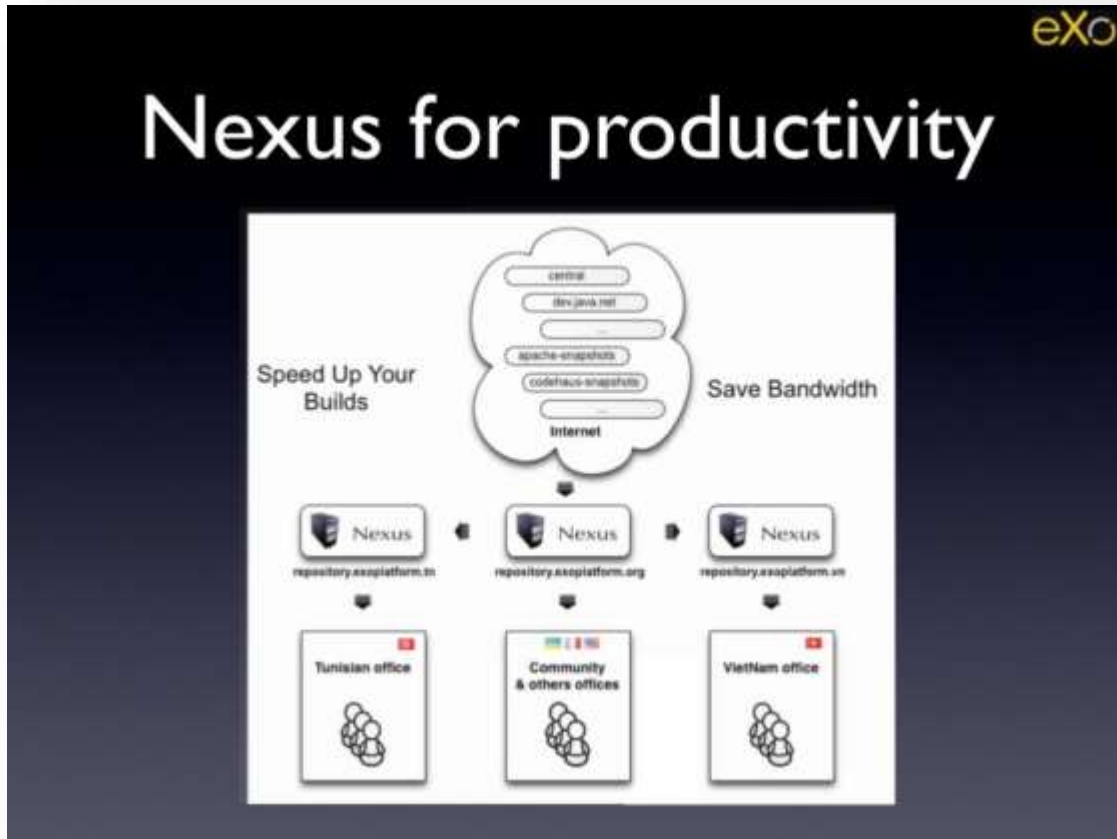 eXo
Nexus for productivity
central
dev.java.net
...
apache-snapshots
codehaus-snapshots
...
Internet
Speed Up Your
Builds
Save Bandwidth
Nexus
Nexus
Nexus
repository.exoplatform.tn
repository.exoplatform.org
repository.exoplatform.vn
Tunisian office
Community
& others offices
VietNam office